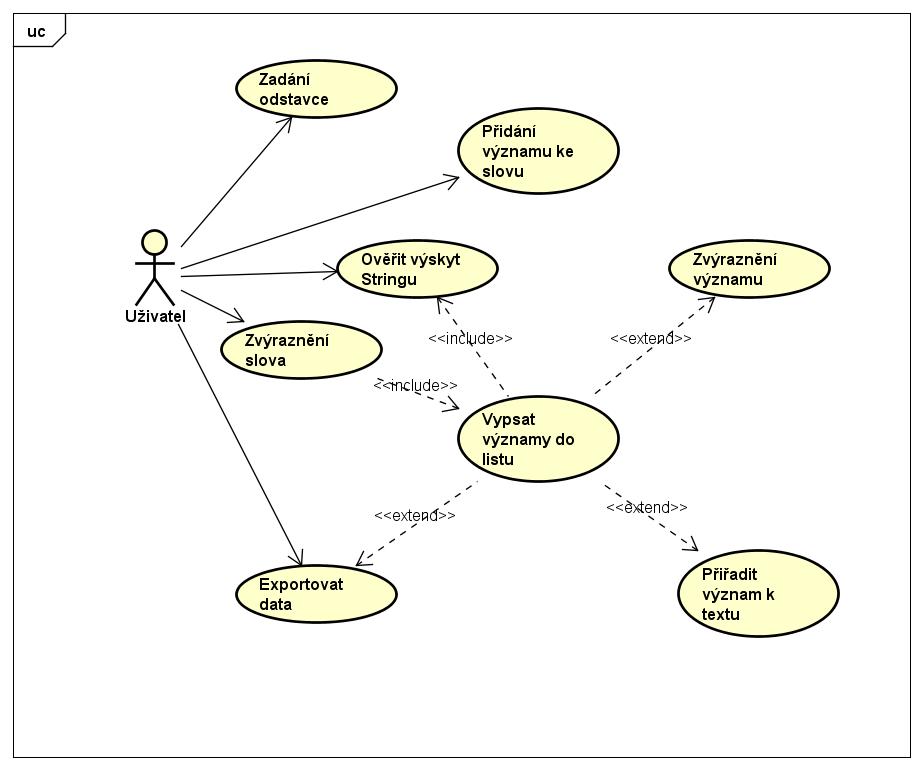 uc
Zadání
odstavce
Přidání
významu ke
slovu
Ověřit výskyt
Stringu
Zvýraznění
významu
Uživatel
Zvýraznění
slova
<<include>>
<<extend>>
<<include>>
Vypsat
významy do
listu
<<extend>>
<<extend>>
Exportovat
data
Přiřadit
význam k
textu